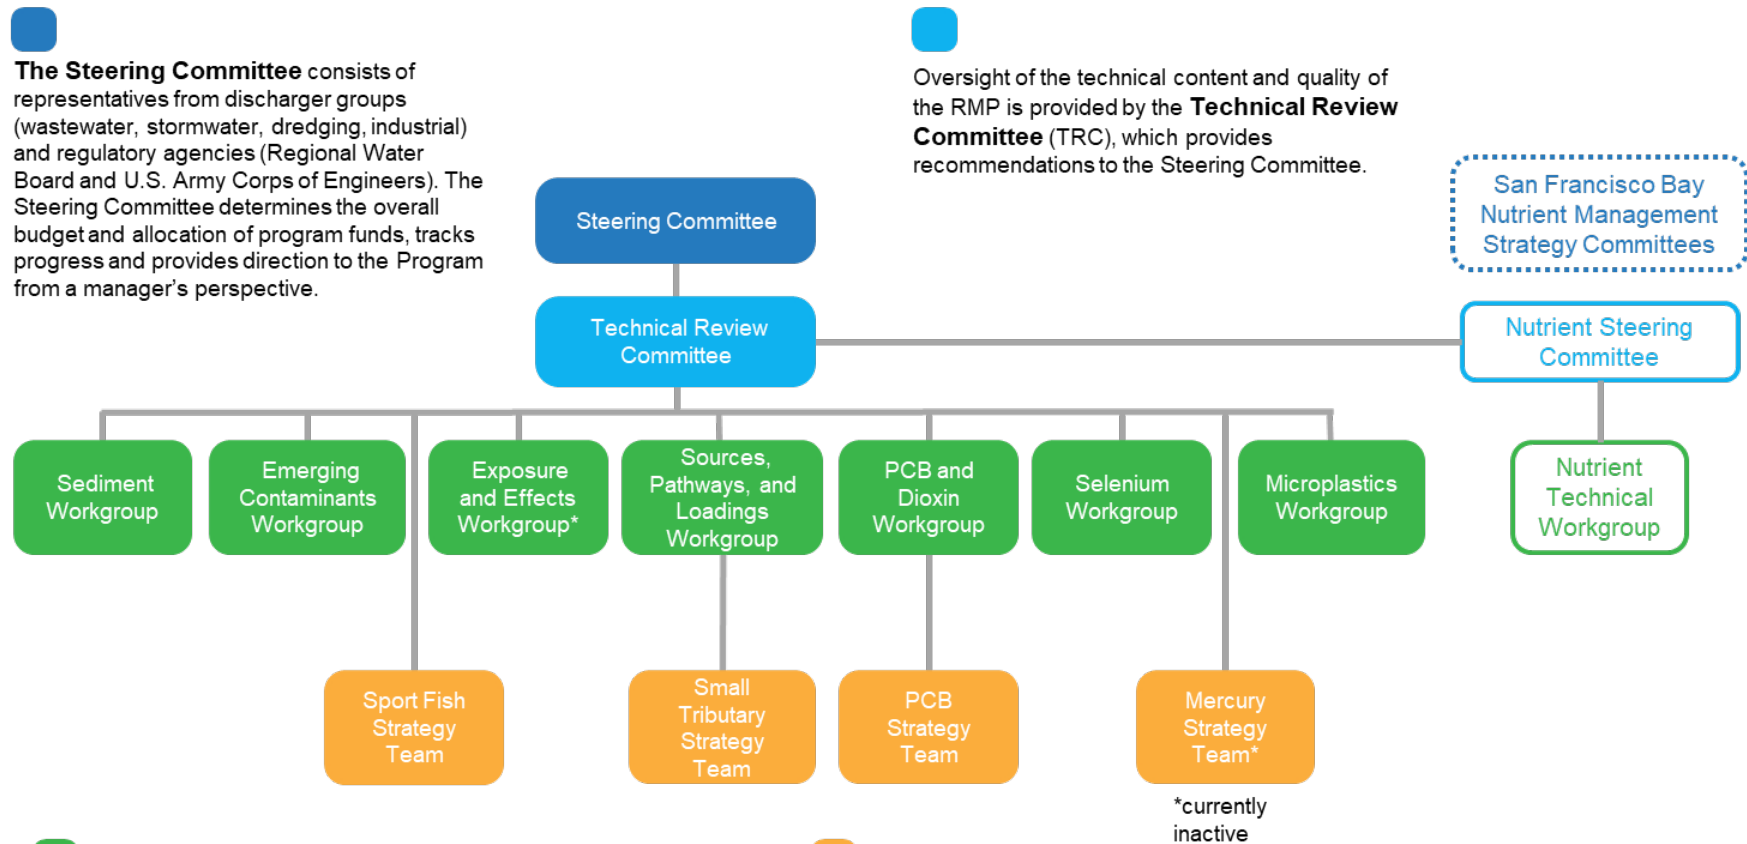 The Steering Committee consists of
representatives from discharger groups
(wastewater, stormwater, dredging, industrial)
and regulatory agencies (Regional Water
Board and U.S. Army Corps of Engineers). The
Steering Committee determines the overall
budget and allocation of program funds, tracks
progress and provides direction to the Program
from a manager's perspective.
Oversight of the technical content and quality of
the RMP is provided by the Technical Review
Committee (TRC), which provides
recommendations to the Steering Committee.
San Francisco Bay
Nutrient Management
Strategy Committees
Steering Committee
Technical Review
Committee
Nutrient Steering
Committee
Sediment
Workgroup
Emerging
Contaminants
Workgroup
Exposure
and Effects
Workgroup*
Sources,
Pathways, and
Loadings
Workgroup
PCB and
Dioxin
Workgroup
Selenium
Workgroup
Microplastics
Workgroup
Nutrient
Technical
Workgroup
Sport Fish
Strategy
Team
Small
Tributary
Strategy
Team
PCB
Strategy
Team
Mercury
Strategy
Team*
*currently
inactive